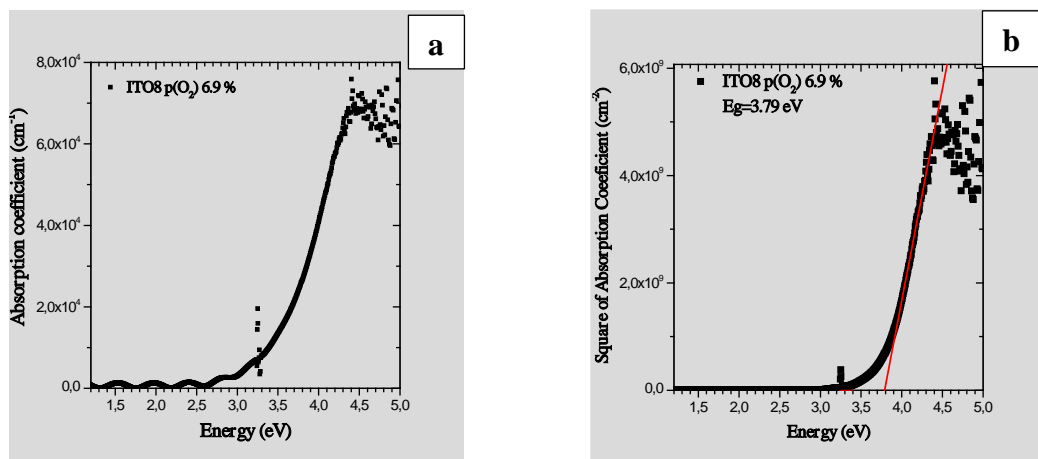 a
8,0x10⁴
6,0x10⁴
4,0x10⁴
2,0x10⁴
0,0
Absorption coefficient (cm⁻¹)
ITO8 p(O₂) 6.9 %
1,5 2,0 2,5 3,0 3,5 4,0 4,5 5,0
Energy (eV)
b
6,0x10⁹
4,0x10⁹
2,0x10⁹
0,0
Square of Absorption Coeeficient (cm⁻²)
ITO8 p(O₂) 6.9 %
Eg=3.79 eV
1,5 2,0 2,5 3,0 3,5 4,0 4,5 5,0
Energy (eV)